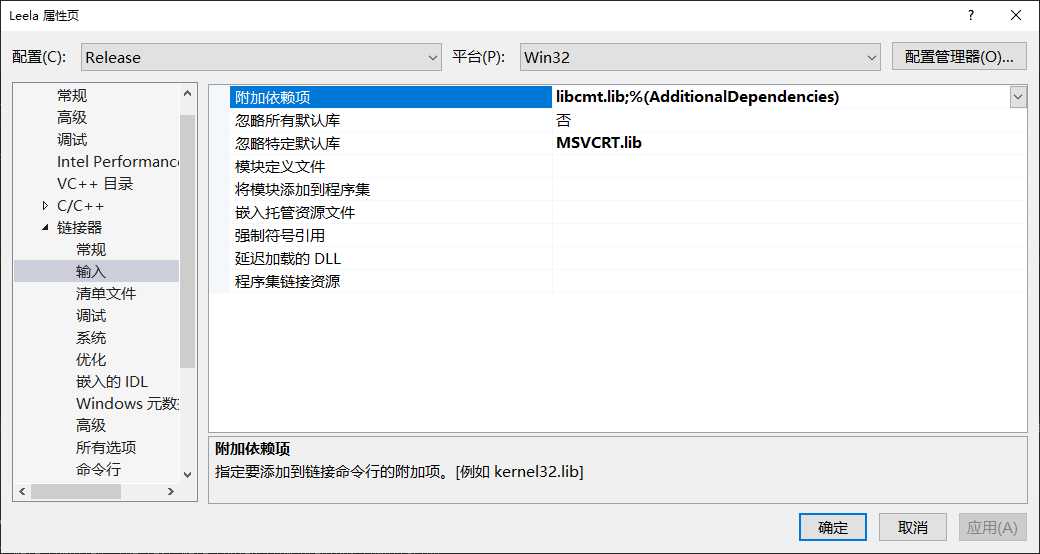 Leela 属性页
配置(C): Release 平台(P): Win32 配置管理器(O)...
常规
高级
调试
Intel Performanc
VC++ 目录
C/C++
链接器
常规
输入
清单文件
调试
系统
优化
嵌入的 IDL
Windows 元数
高级
所有选项
命令行
附加依赖项 libcmt.lib;%(AdditionalDependencies)
忽略所有默认库 否
忽略特定默认库 MSVCRT.lib
模块定义文件
将模块添加到程序集
嵌入托管资源文件
强制符号引用
延迟加载的 DLL
程序集链接资源
附加依赖项
指定要添加到链接命令行的附加项。[例如 kernel32.lib]
确定 取消 应用(A)